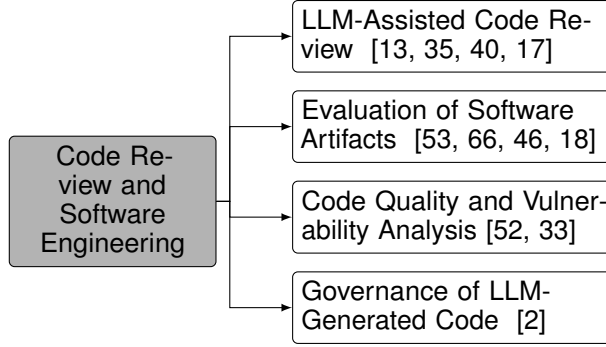 Code Re-
view and
Software
Engineering
LLM-Assisted Code Re-
view [13, 35, 40, 17]
Evaluation of Software
Artifacts [53, 66, 46, 18]
Code Quality and Vulner-
ability Analysis [52, 33]
Governance of LLM-
Generated Code [2]